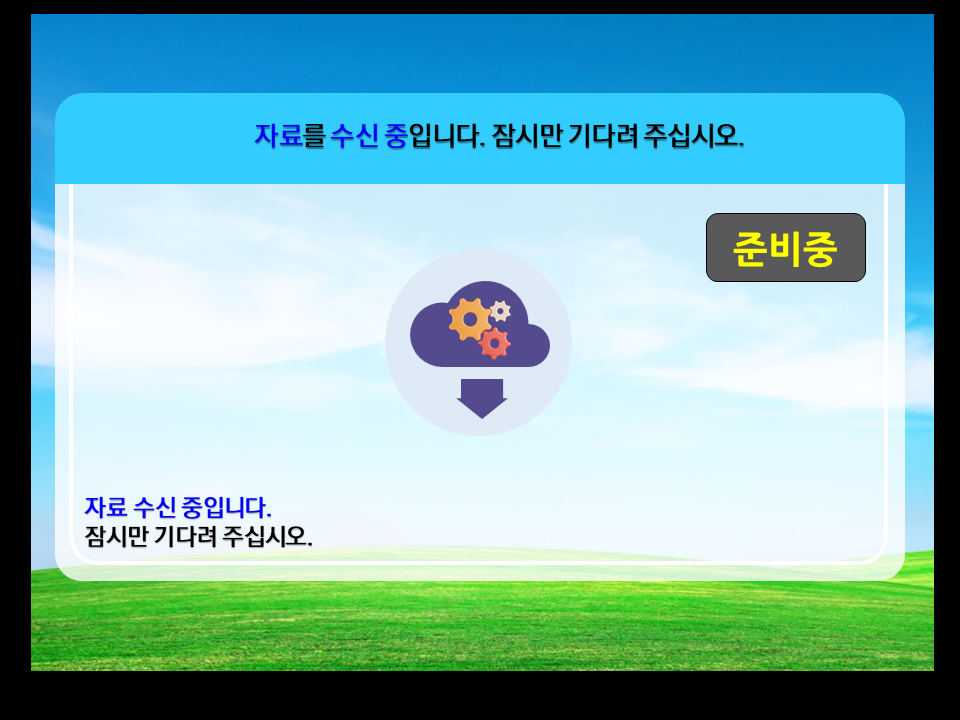 자료를 수신 중입니다. 잠시만 기다려 주십시오.
준비중
자료 수신 중입니다.
잠시만 기다려 주십시오.